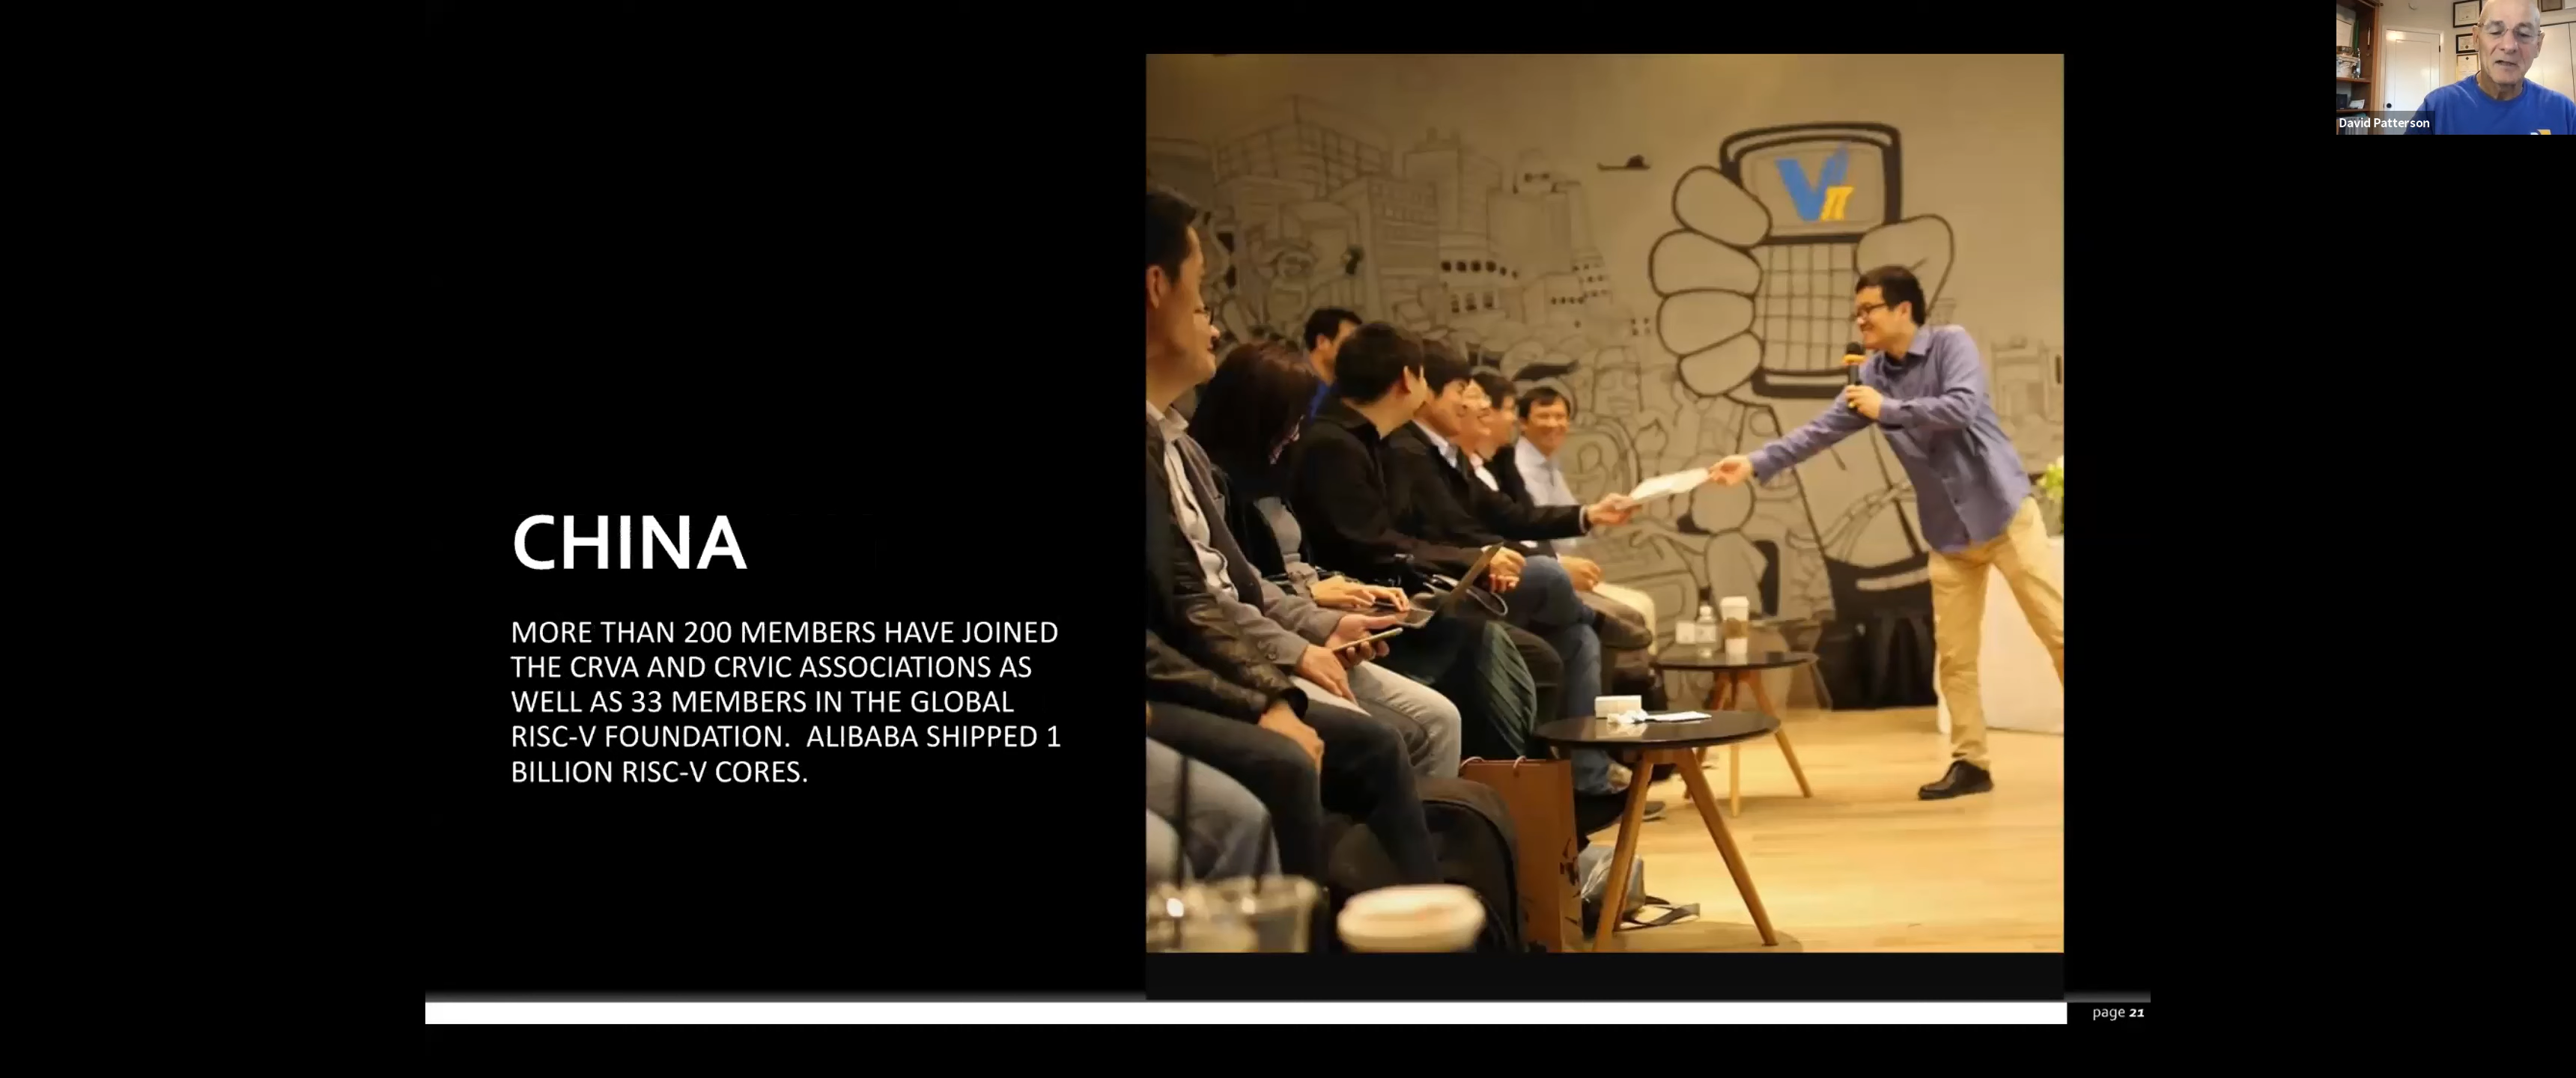 David Patterson
CHINA
MORE THAN 200 MEMBERS HAVE JOINED
THE CRVA AND CRVIC ASSOCIATIONS AS
WELL AS 33 MEMBERS IN THE GLOBAL
RISC-V FOUNDATION.  ALIBABA SHIPPED 1
BILLION RISC-V CORES.
page 21